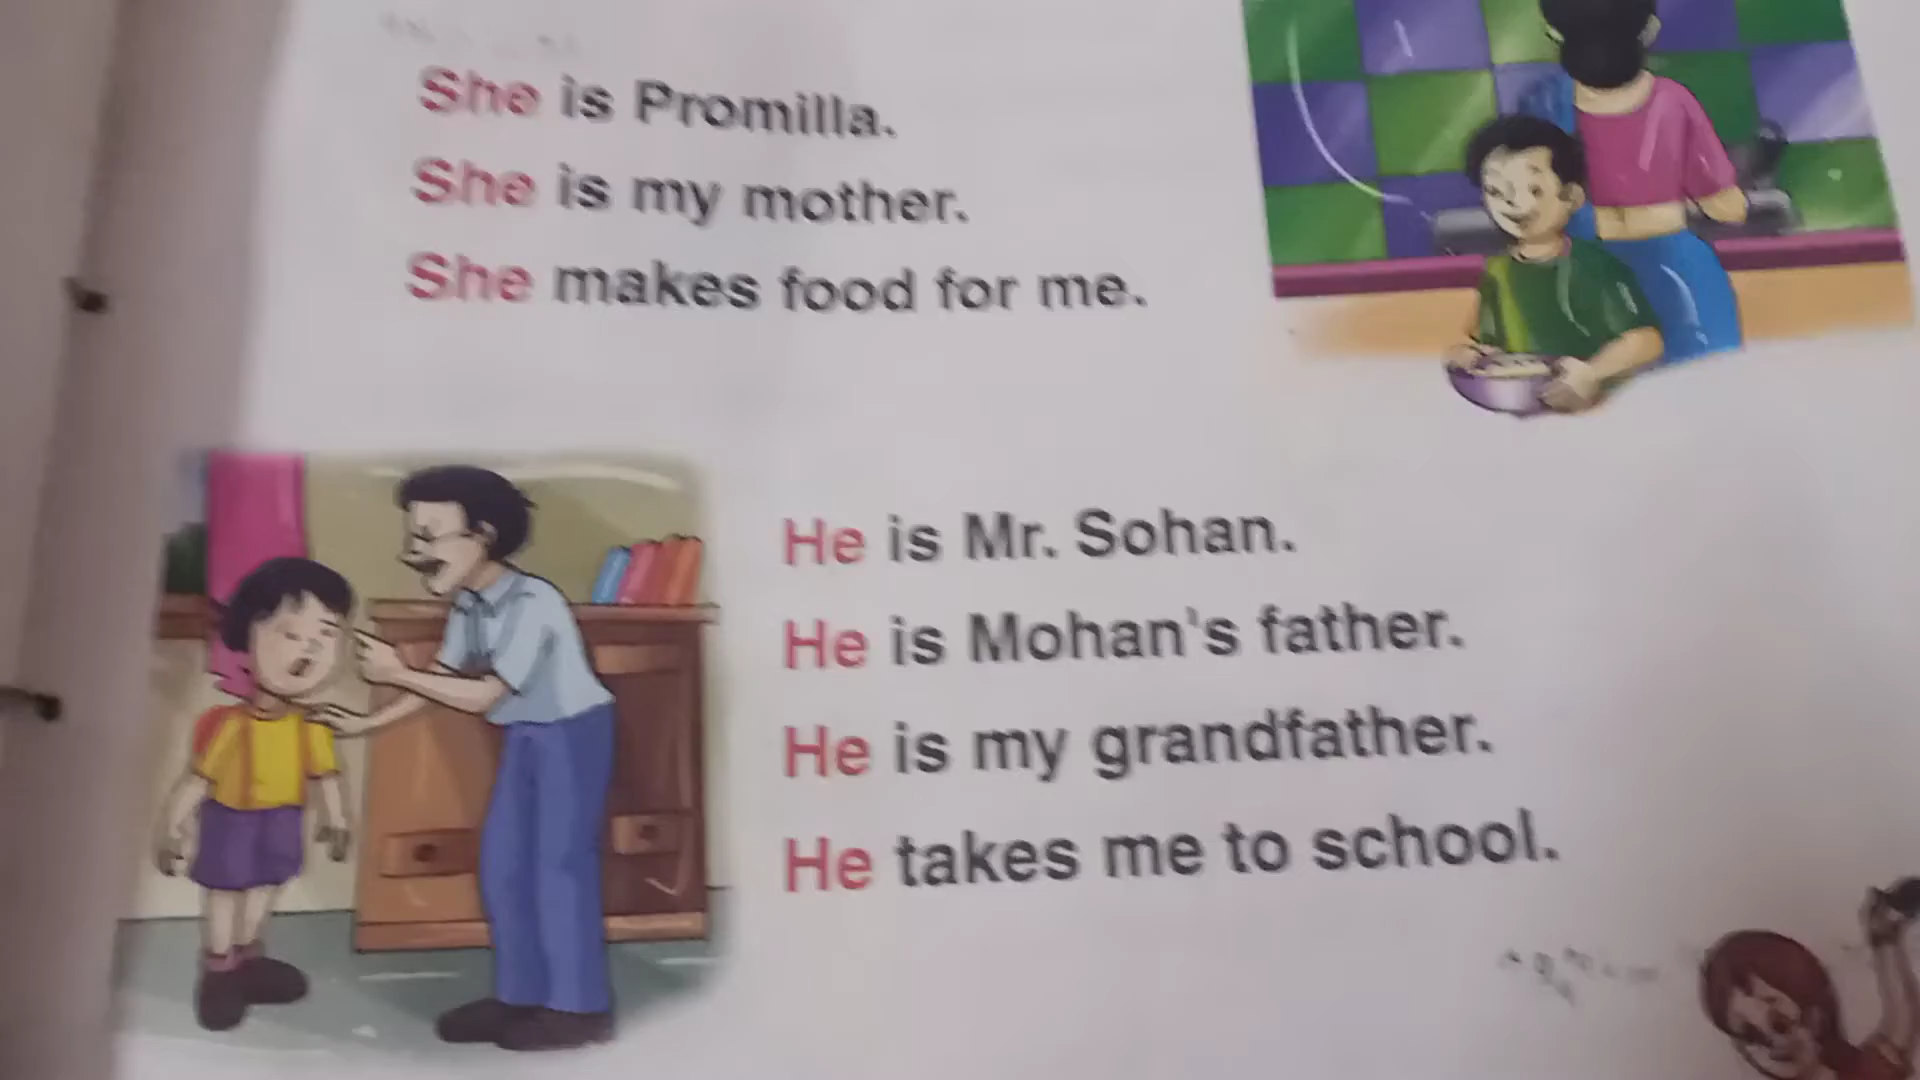 She is Promilla.
She is my mother.
She makes food for me.
He is Mr. Sohan.
He is Mohan's father.
He is my grandfather.
He takes me to school.